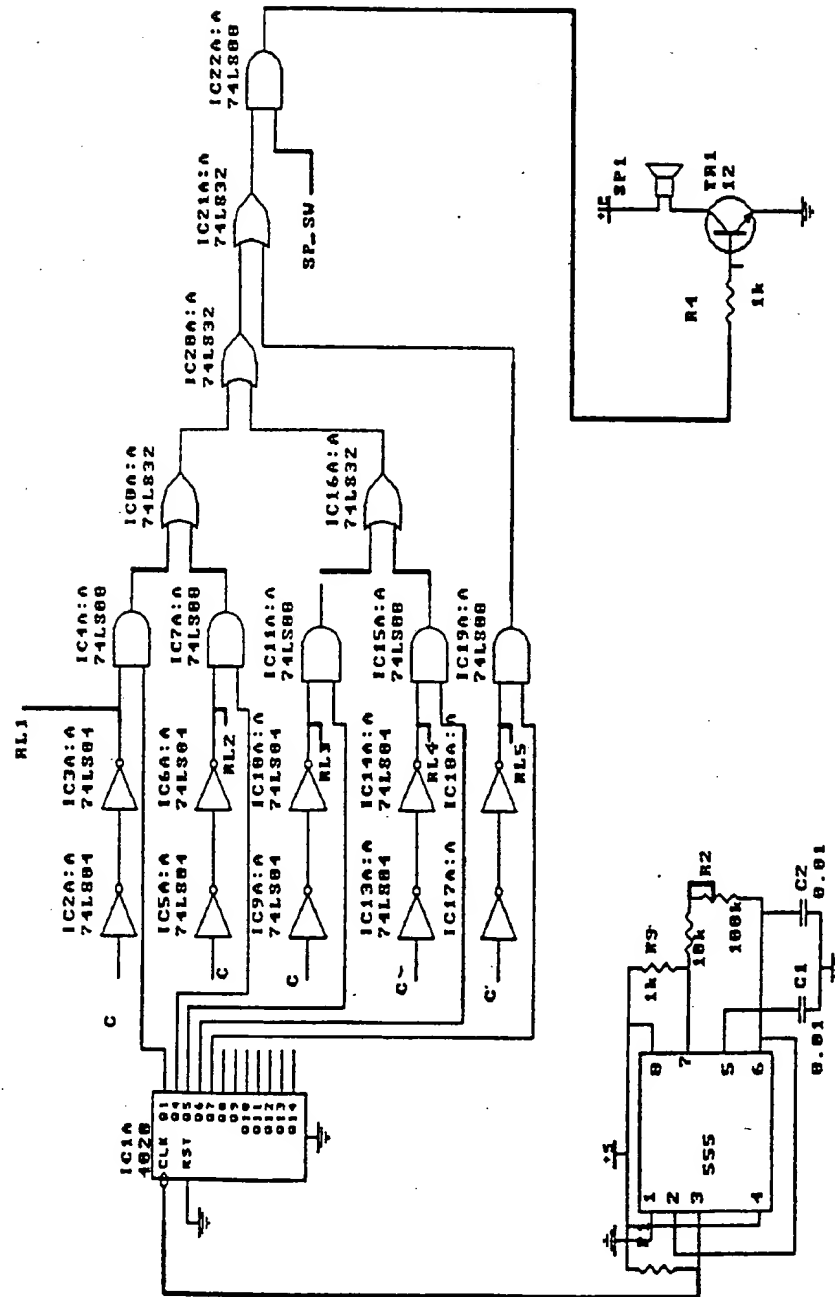 RL1
IC2A:A
74LS04
IC3A:A
74LS04
IC4A:A
74LS08
C
IC5A:A
74LS04
IC6A:A
74LS04
IC7A:A
74LS08
C
RL2
IC8A:A
74LS32
IC9A:A
74LS04
IC10A:A
74LS04
IC11A:A
74LS08
C
RL3
IC13A:A
74LS04
IC14A:A
74LS04
IC15A:A
74LS08
C
RL4
IC16A:A
74LS32
IC17A:A
IC18A:A
IC19A:A
74LS08
C
RL5
IC20A:A
74LS32
IC21A:A
74LS32
IC22A:A
74LS08
SP_SW
IC1A
4020
CLK
RST
Q1
Q4
Q5
Q6
Q7
Q8
Q9
Q10
Q11
Q12
Q13
Q14
+5
555
1
2
3
4
8
7
5
6
1k
10k
R2
100k
C1
0.01
C2
0.01
R4
1k
SP1
TR1
12